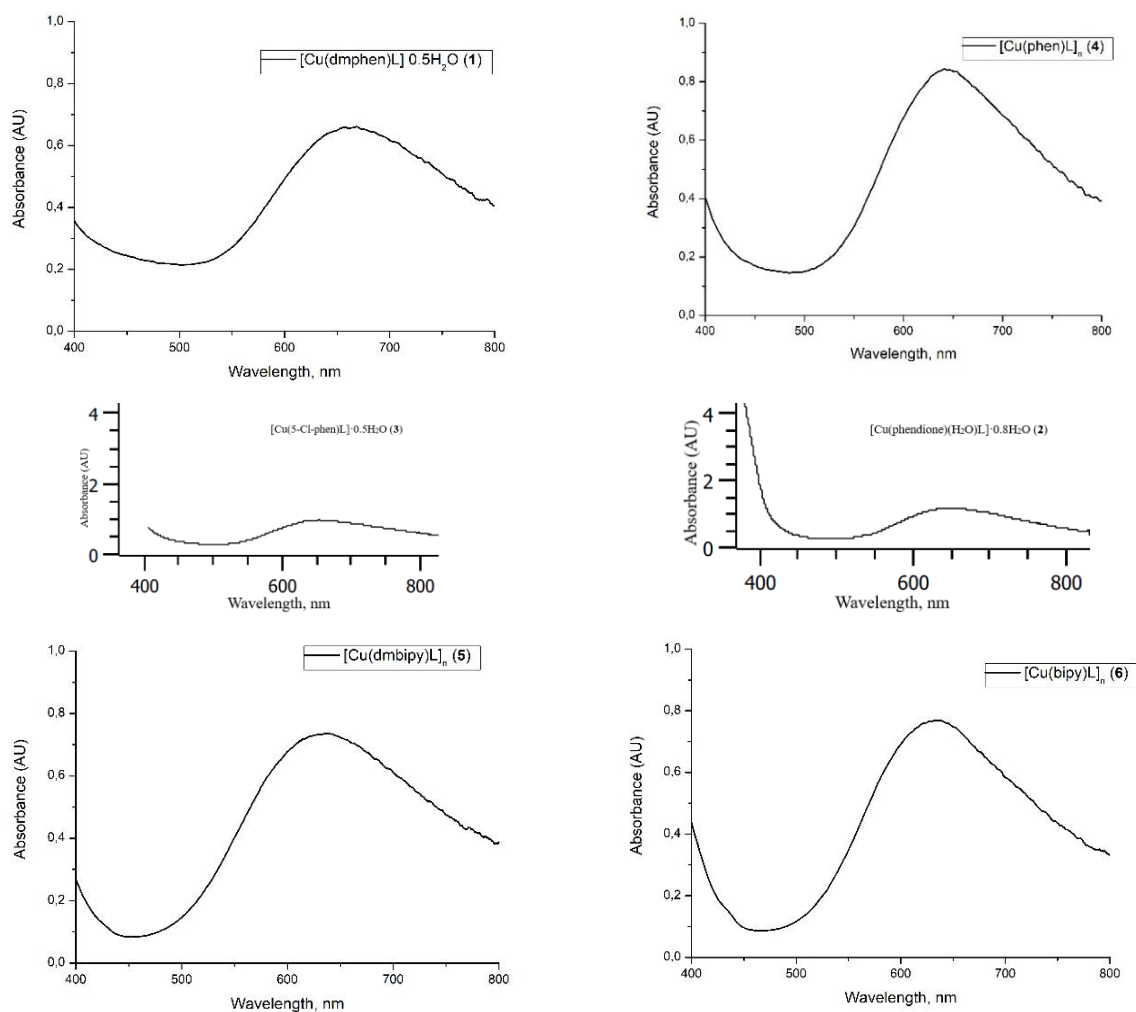 [Cu(dmphen)L] 0.5H₂O (1)
1,0
0,8
0,6
0,4
0,2
0,0
Absorbance (AU)
400 500 600 700 800
Wavelength, nm
[Cu(phen)L]ₙ (4)
1,0
0,8
0,6
0,4
0,2
0,0
Absorbance (AU)
400 500 600 700 800
Wavelength, nm
[Cu(5-Cl-phen)L]·0.5H₂O (3)
4
2
0
Absorbance (AU)
400 600 800
Wavelength, nm
[Cu(phendione)(H₂O)L]·0.8H₂O (2)
4
2
0
Absorbance (AU)
400 600 800
Wavelength, nm
[Cu(dmbipy)L]ₙ (5)
1,0
0,8
0,6
0,4
0,2
0,0
Absorbance (AU)
400 500 600 700 800
Wavelength, nm
[Cu(bipy)L]ₙ (6)
1,0
0,8
0,6
0,4
0,2
0,0
Absorbance (AU)
400 500 600 700 800
Wavelength, nm